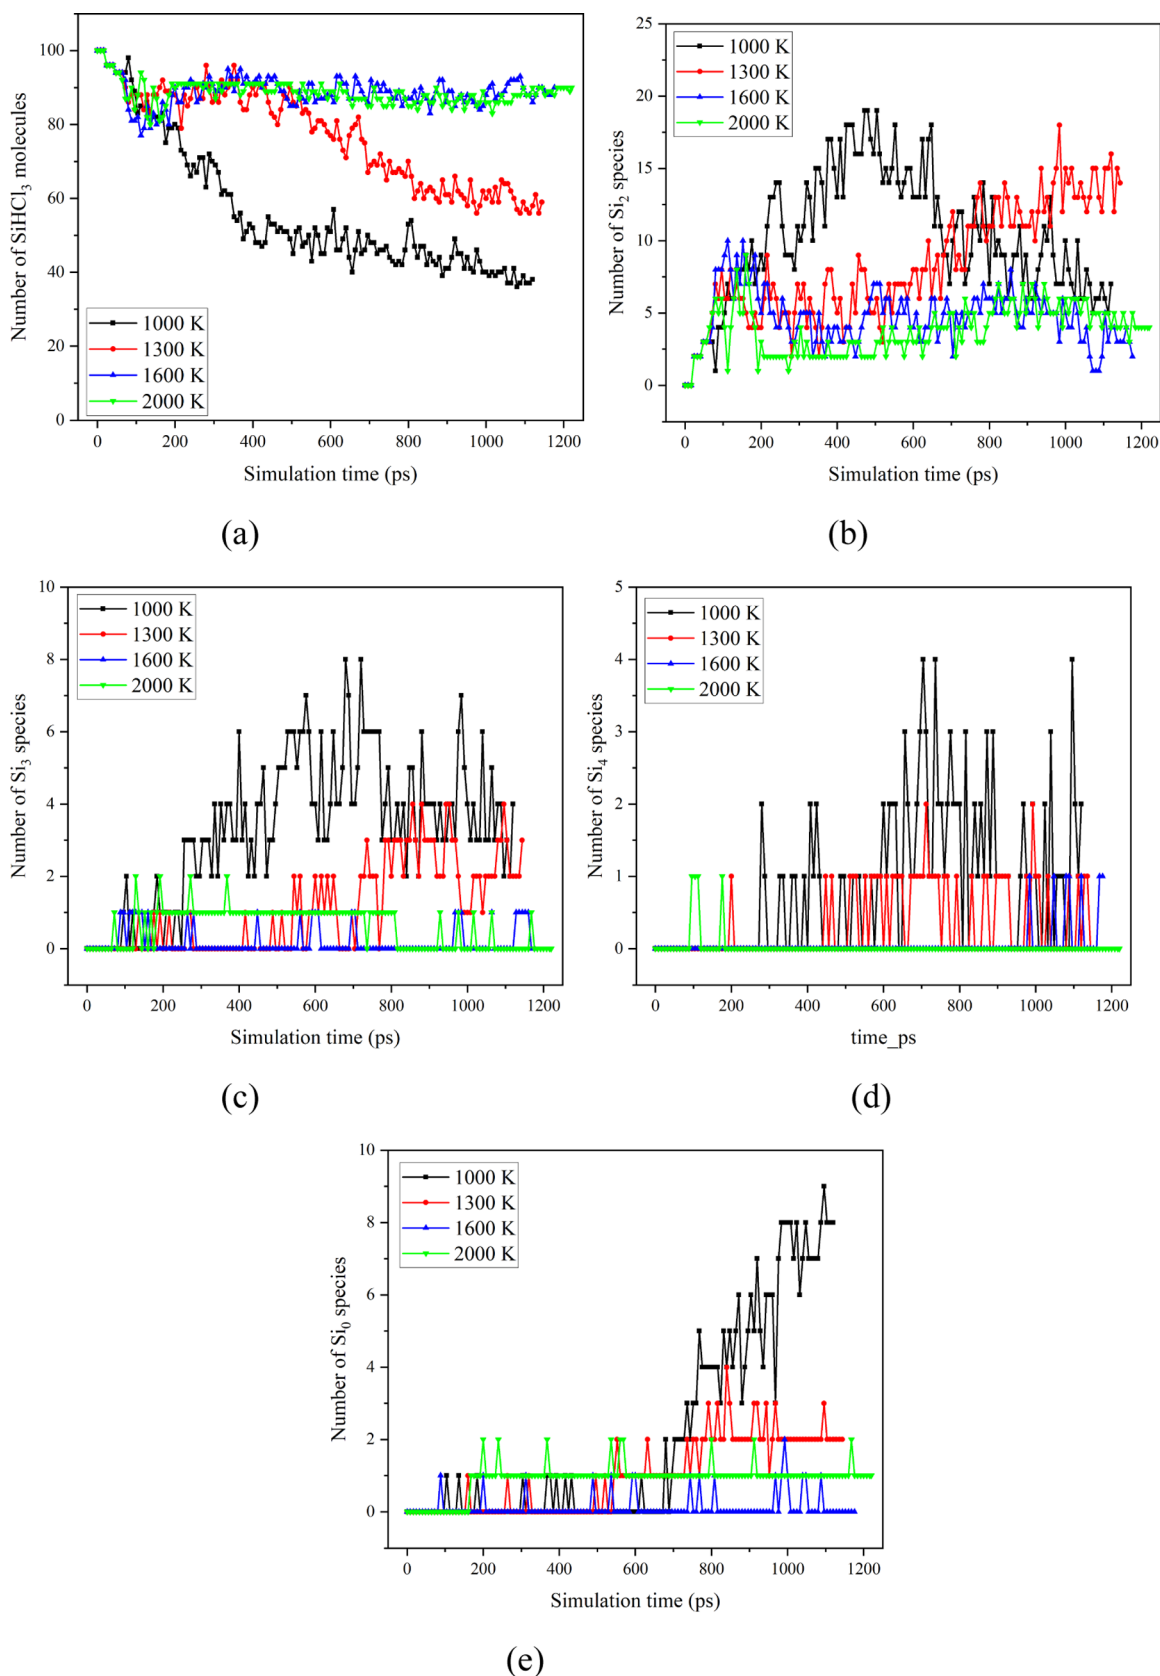 Number of SiHCl₃ molecules
100
80
60
40
20
0
1000 K
1300 K
1600 K
2000 K
0 200 400 600 800 1000 1200
Simulation time (ps)
(a)
Number of Si₂ species
25
20
15
10
5
0
1000 K
1300 K
1600 K
2000 K
0 200 400 600 800 1000 1200
Simulation time (ps)
(b)
Number of Si₃ species
10
8
6
4
2
0
1000 K
1300 K
1600 K
2000 K
0 200 400 600 800 1000 1200
Simulation time (ps)
(c)
Number of Si₄ species
5
4
3
2
1
0
1000 K
1300 K
1600 K
2000 K
0 200 400 600 800 1000 1200
time_ps
(d)
Number of Si₀ species
10
8
6
4
2
0
1000 K
1300 K
1600 K
2000 K
0 200 400 600 800 1000 1200
Simulation time (ps)
(e)